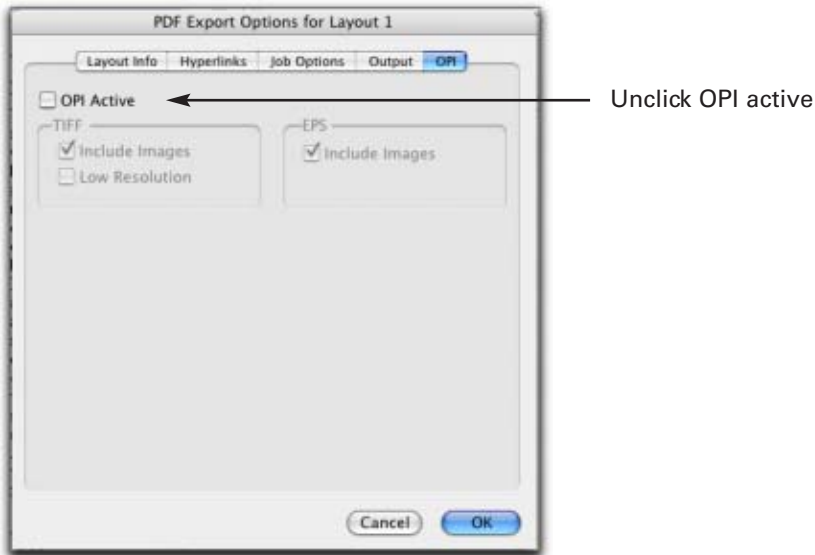 PDF Export Options for Layout 1
Layout Info Hyperlinks Job Options Output OPI
OPI Active
Unclick OPI active
TIFF EPS
Include Images Include Images
Low Resolution
Cancel OK